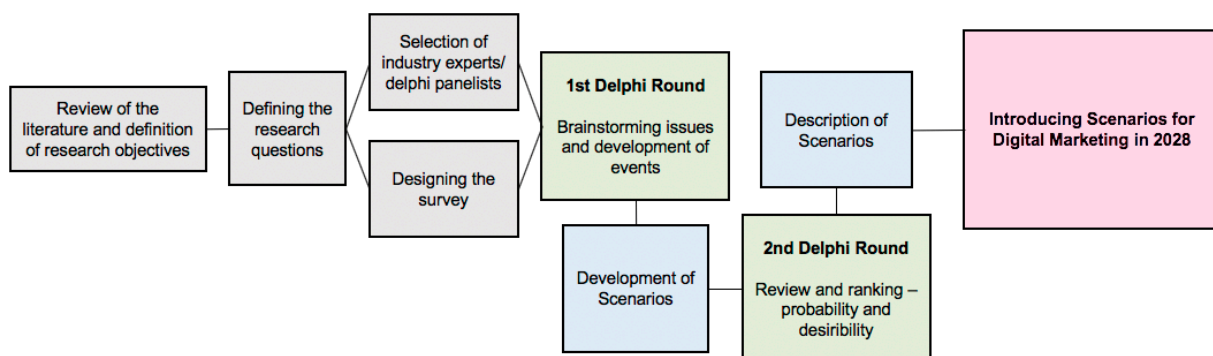 Review of the
literature and definition
of research objectives
Defining the
research
questions
Selection of
industry experts/
delphi panelists
Designing the
survey
1st Delphi Round
Brainstorming issues
and development of
events
Development of
Scenarios
2nd Delphi Round
Review and ranking –
probability and
desiribility
Description of
Scenarios
Introducing Scenarios for
Digital Marketing in 2028